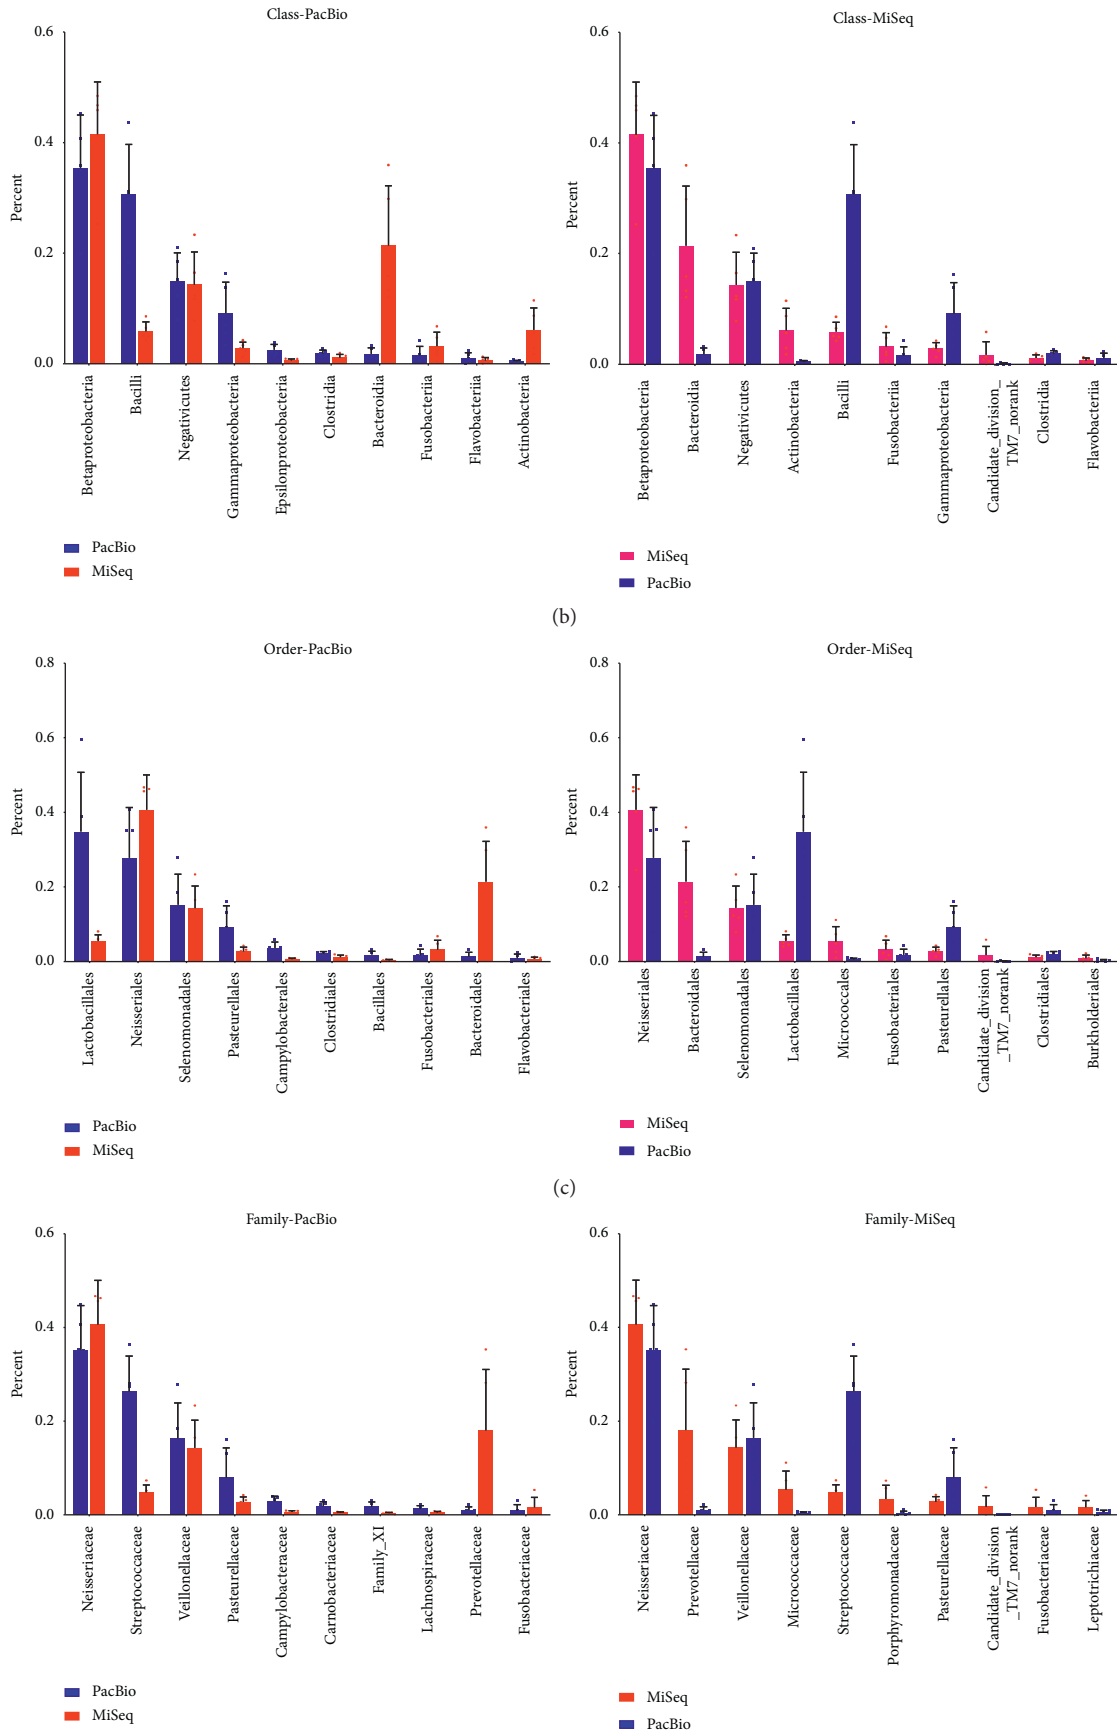 Class-PacBio
0.6
0.4
0.2
0.0
Percent
Betaproteobacteria
Bacilli
Negativicutes
Gammaproteobacteria
Epsilonproteobacteria
Clostridia
Bacteroidia
Fusobacteriia
Flavobacteriia
Actinobacteria
PacBio
MiSeq
Class-MiSeq
0.6
0.4
0.2
0.0
Percent
Betaproteobacteria
Bacteroidia
Negativicutes
Actinobacteria
Bacilli
Fusobacteriia
Gammaproteobacteria
Candidate_division_
TM7_norank
Clostridia
Flavobacteriia
MiSeq
PacBio
(b)
Order-PacBio
0.8
0.6
0.4
0.2
0.0
Percent
Lactobacillales
Neisseriales
Selenomonadales
Pasteurellales
Campylobacterales
Clostridiales
Bacillales
Fusobacteriales
Bacteroidales
Flavobacteriales
PacBio
MiSeq
Order-MiSeq
0.8
0.6
0.4
0.2
0.0
Percent
Neisseriales
Bacteroidales
Selenomonadales
Lactobacillales
Micrococcales
Fusobacteriales
Pasteurellales
Candidate_division
_TM7_norank
Clostridiales
Burkholderiales
MiSeq
PacBio
(c)
Family-PacBio
0.6
0.4
0.2
0.0
Percent
Neisseriaceae
Streptococcaceae
Veillonellaceae
Pasteurellaceae
Campylobacteraceae
Carnobacteriaceae
Family_XI
Lachnospiraceae
Prevotellaceae
Fusobacteriaceae
PacBio
MiSeq
Family-MiSeq
0.6
0.4
0.2
0.0
Percent
Neisseriaceae
Prevotellaceae
Veillonellaceae
Micrococcaceae
Streptococcaceae
Porphyromonadaceae
Pasteurellaceae
Candidate_division
_TM7_norank
Fusobacteriaceae
Leptotrichiaceae
MiSeq
PacBio